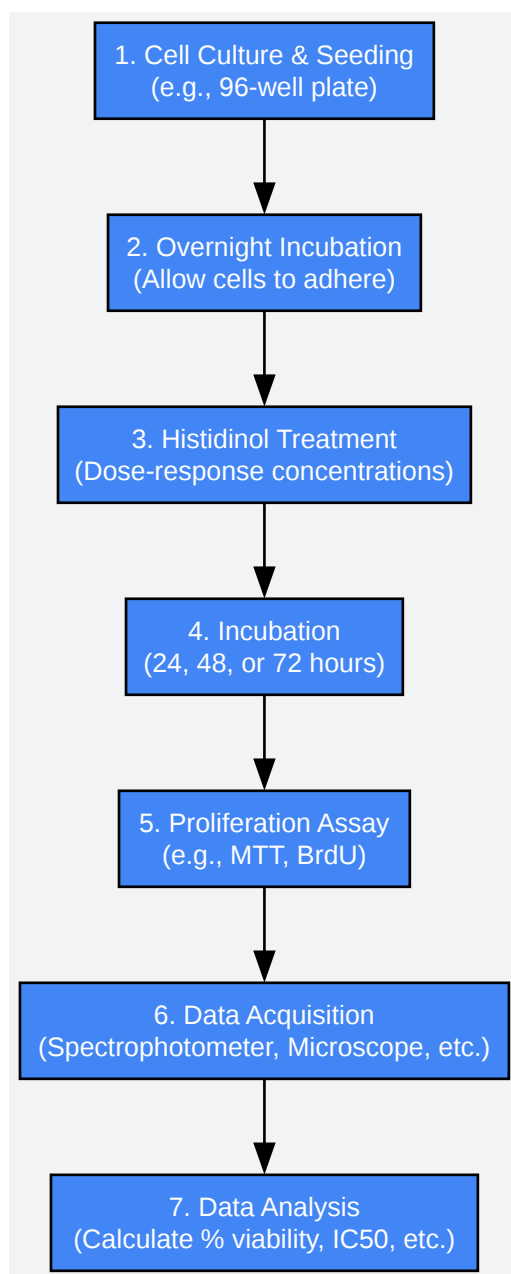 1. Cell Culture & Seeding
(e.g., 96-well plate)
2. Overnight Incubation
(Allow cells to adhere)
3. Histidinol Treatment
(Dose-response concentrations)
4. Incubation
(24, 48, or 72 hours)
5. Proliferation Assay
(e.g., MTT, BrdU)
6. Data Acquisition
(Spectrophotometer, Microscope, etc.)
7. Data Analysis
(Calculate % viability, IC50, etc.)